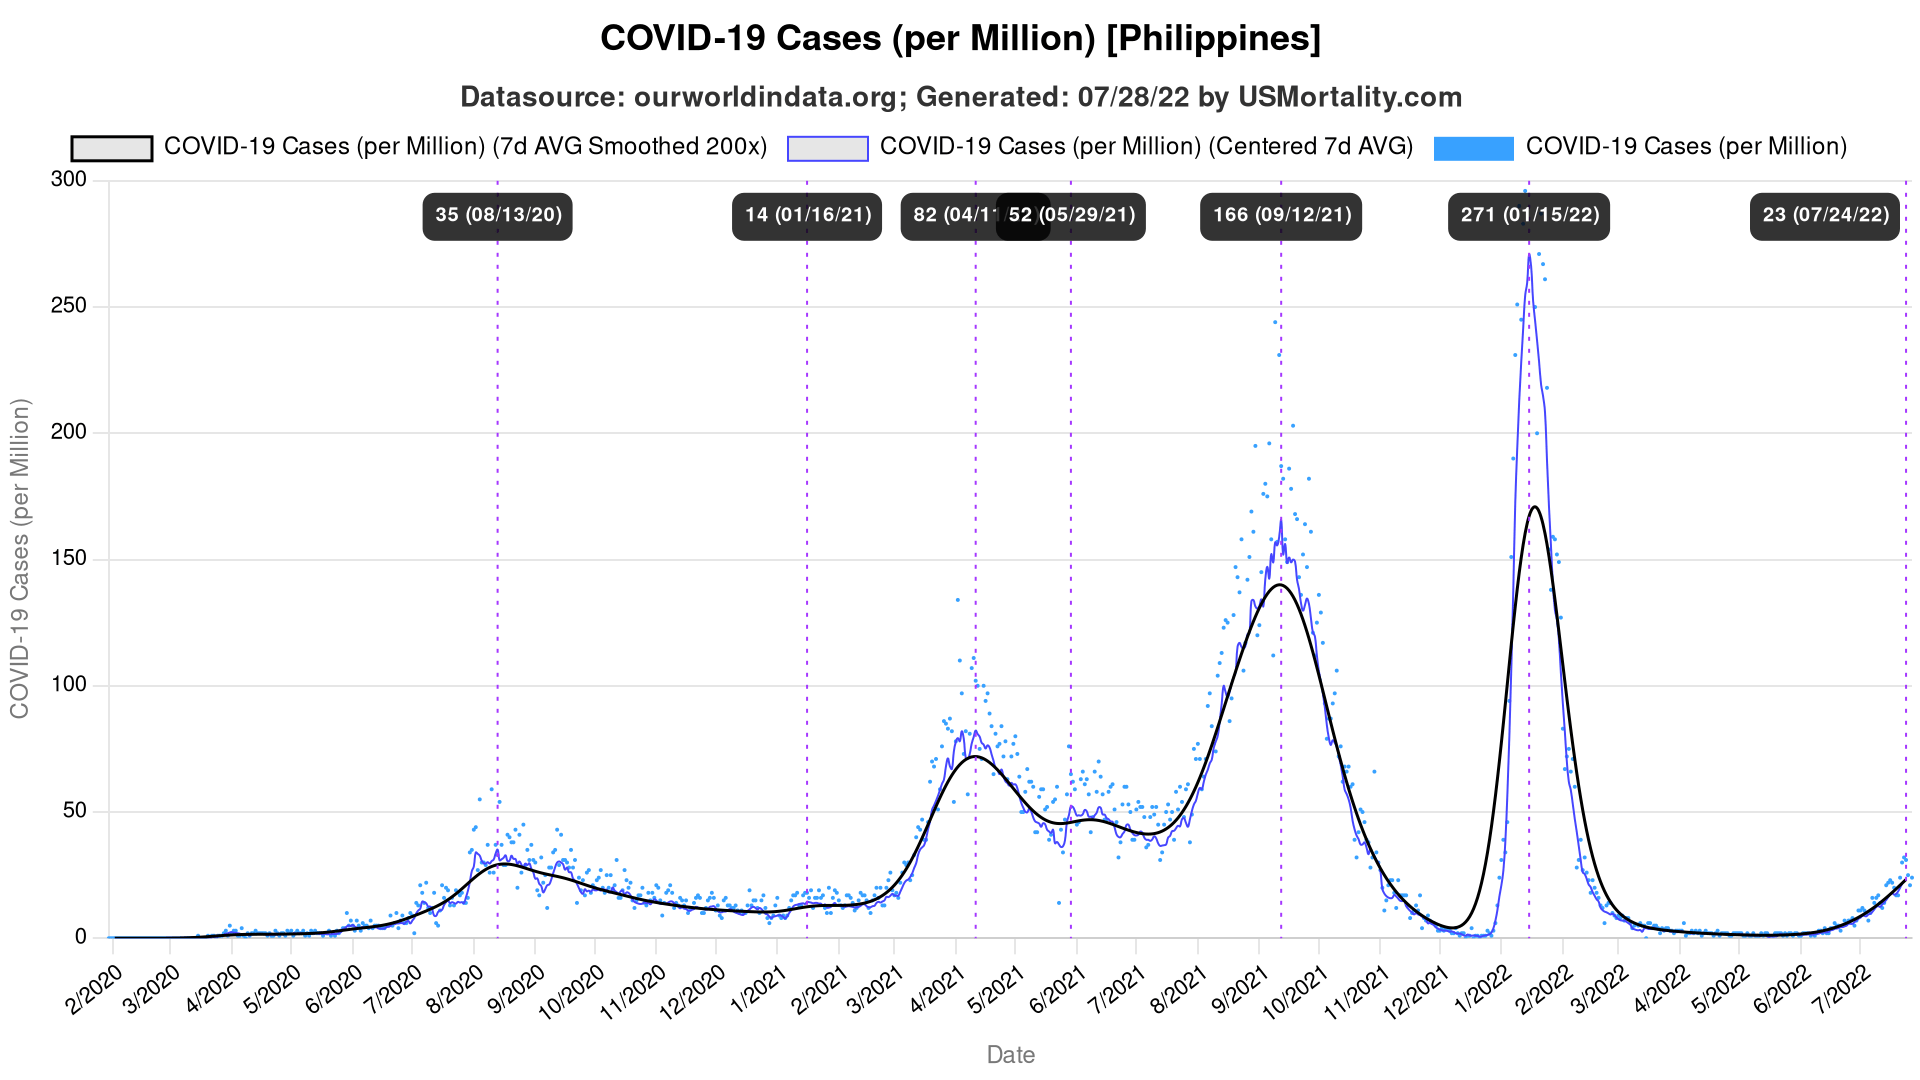 COVID-19 Cases (per Million) [Philippines]
Datasource: ourworldindata.org; Generated: 07/28/22 by USMortality.com
COVID-19 Cases (per Million) (7d AVG Smoothed 200x) COVID-19 Cases (per Million) (Centered 7d AVG) COVID-19 Cases (per Million)
300
35 (08/13/20) 14 (01/16/21) 82 (04/11 52 (05/29/21) 166 (09/12/21) 271 (01/15/22) 23 (07/24/22)
250
200
150
100
50
0
COVID-19 Cases (per Million)
2/2020 3/2020 4/2020 5/2020 6/2020 7/2020 8/2020 9/2020 10/2020 11/2020 12/2020 1/2021 2/2021 3/2021 4/2021 5/2021 6/2021 7/2021 8/2021 9/2021 10/2021 11/2021 12/2021 1/2022 2/2022 3/2022 4/2022 5/2022 6/2022 7/2022
Date